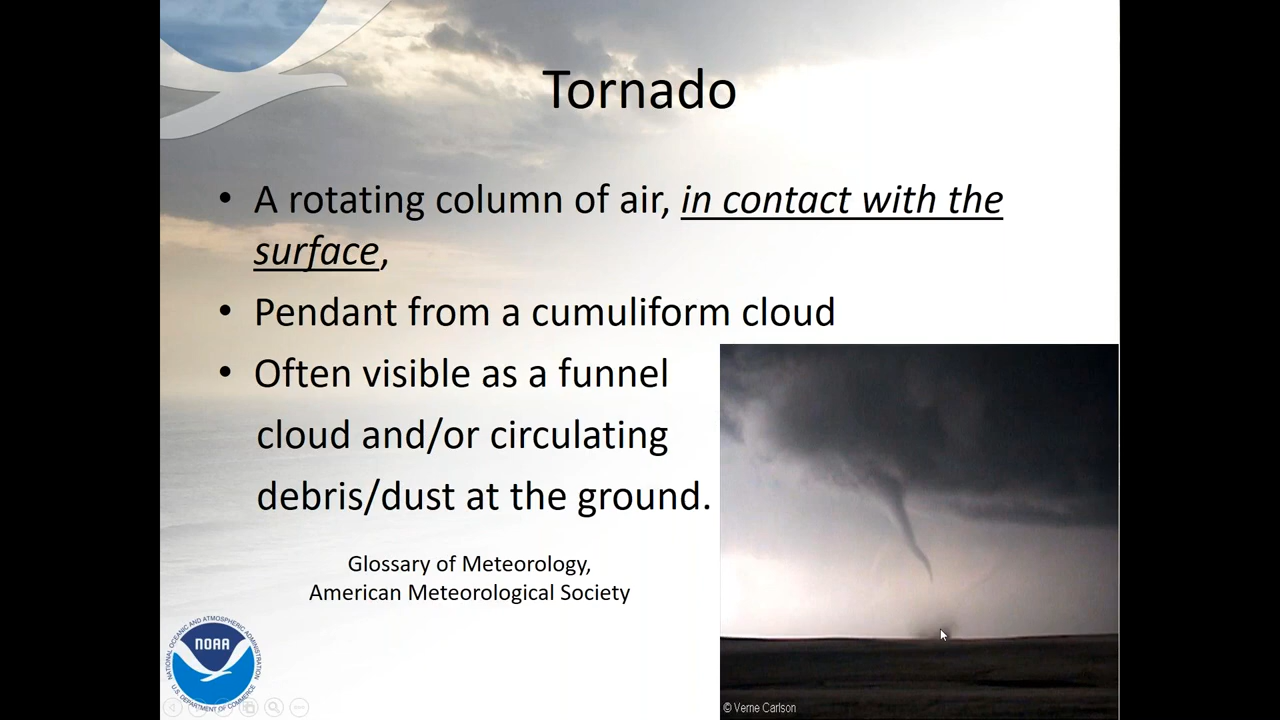 Tornado
• A rotating column of air, in contact with the
surface,
• Pendant from a cumuliform cloud
• Often visible as a funnel
cloud and/or circulating
debris/dust at the ground.
Glossary of Meteorology,
American Meteorological Society
NATIONAL OCEANIC AND ATMOSPHERIC ADMINISTRATION
NOAA
U.S. DEPARTMENT OF COMMERCE
© Verne Carlson